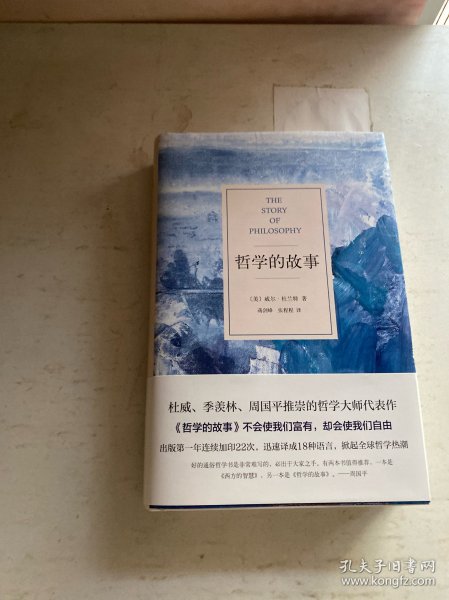 THE
STORY
OF
PHILOSOPHY
哲学的故事
〔美〕威尔·杜兰特 著
蒋剑峰 张程程 译
杜威、季羡林、周国平推崇的哲学大师代表作
《哲学的故事》不会使我们富有，却会使我们自由
出版第一年连续加印22次，迅速译成18种语言，掀起全球哲学热潮
好的通俗哲学书是非常难写的，必出于大家之手。有两本书值得推荐，一本是
《西方的智慧》，另一本是《哲学的故事》。——周国平
孔夫子旧书网
www.kongfz.com